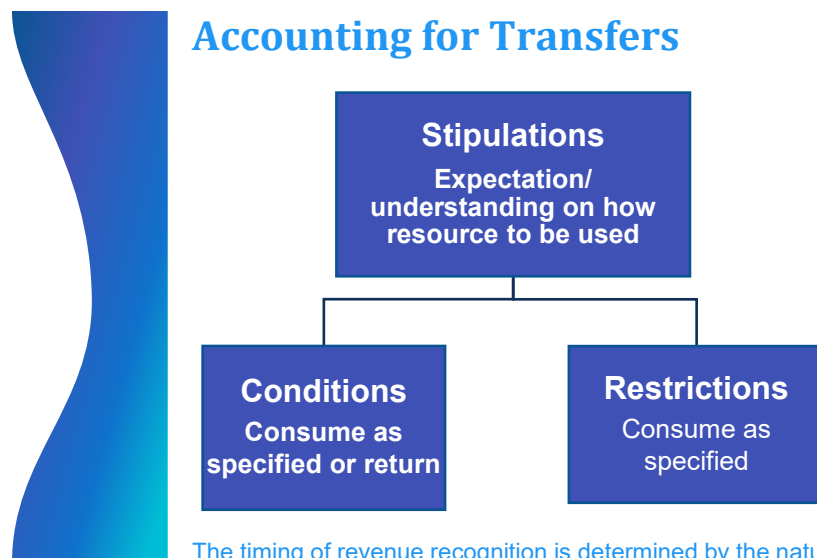 Accounting for Transfers
Stipulations
Expectation/
understanding on how
resource to be used
Conditions
Consume as
specified or return
Restrictions
Consume as
specified
The timing of revenue recognition is determined by the